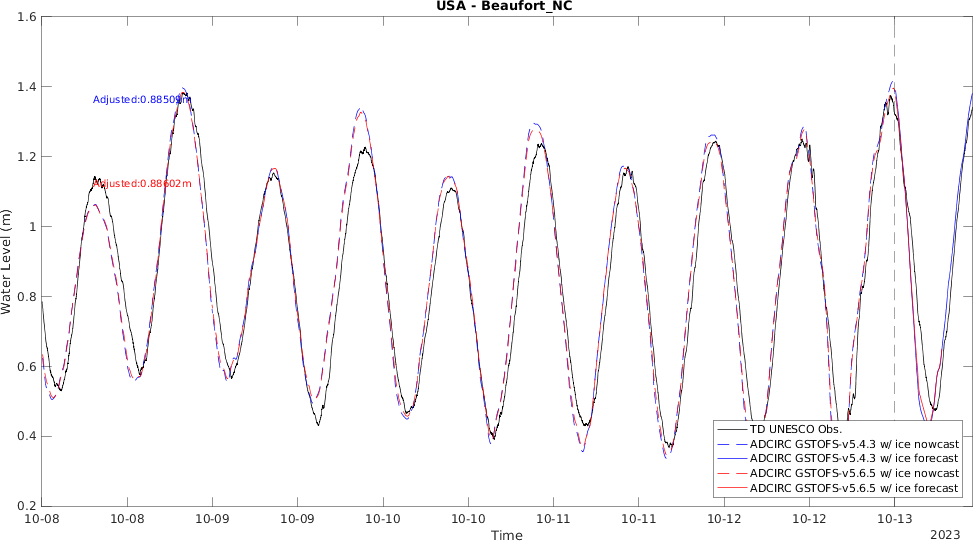 USA - Beaufort_NC
1.6
1.4
1.2
1
0.8
0.6
0.4
0.2
Water Level (m)
Adjusted:0.88509m
Adjusted:0.88602m
TD UNESCO Obs.
ADCIRC GSTOFS-v5.4.3 w/ ice nowcast
ADCIRC GSTOFS-v5.4.3 w/ ice forecast
ADCIRC GSTOFS-v5.6.5 w/ ice nowcast
ADCIRC GSTOFS-v5.6.5 w/ ice forecast
10-08 10-08 10-09 10-09 10-10 10-10 10-11 10-11 10-12 10-12 10-13
Time
2023